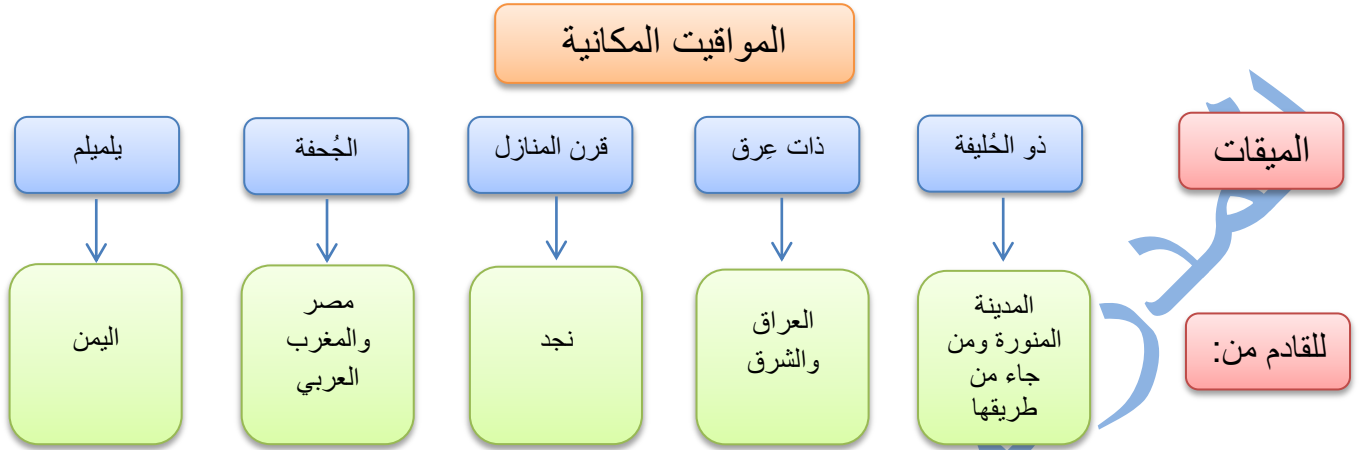 المواقيت المكانية
الميقات
ذو الحُليفة
ذات عِرق
قرن المنازل
الجُحفة
يلميلم
للقادم من:
المدينة
المنورة ومن
جاء من
طريقها
العراق
والشرق
نجد
مصر
والمغرب
العربي
اليمن